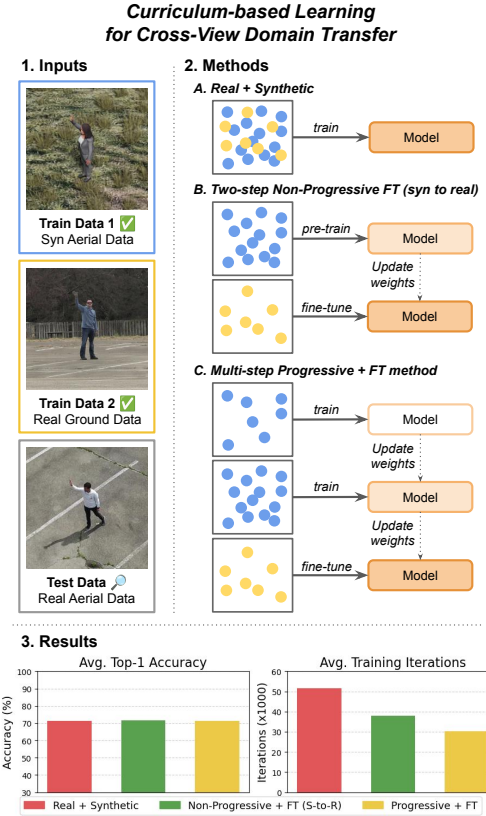 Curriculum-based Learning
for Cross-View Domain Transfer
1. Inputs
Train Data 1 ✅
Syn Aerial Data
Train Data 2 ✅
Real Ground Data
Test Data 🔎
Real Aerial Data
2. Methods
A. Real + Synthetic
train
Model
B. Two-step Non-Progressive FT (syn to real)
pre-train
Model
Update
weights
fine-tune
Model
C. Multi-step Progressive + FT method
train
Model
Update
weights
train
Model
Update
weights
fine-tune
Model
3. Results
Avg. Top-1 Accuracy
Accuracy (%)
100
90
80
70
60
50
40
30
Avg. Training Iterations
Iterations (x1000)
60
50
40
30
20
10
0
Real + Synthetic
Non-Progressive + FT (S-to-R)
Progressive + FT